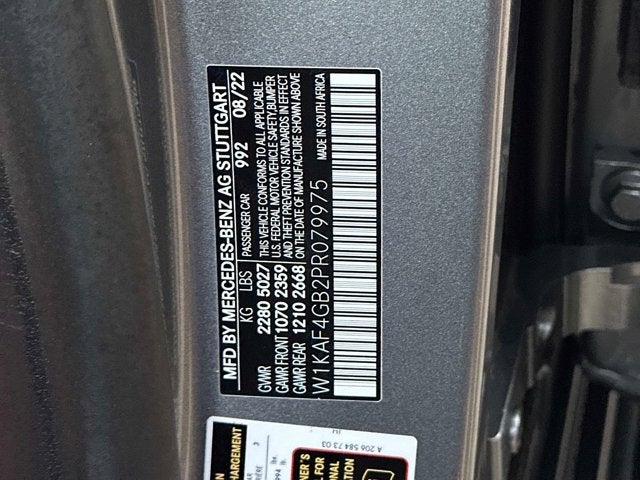 MFD BY MERCEDES-BENZ AG STUTTGART
KG LBS PASSENGER CAR 992 08/22
GVWR 2280 5027 THIS VEHICLE CONFORMS TO ALL APPLICABLE
U.S. FEDERAL MOTOR VEHICLE SAFETY, BUMPER
GAWR FRONT 1070 2359 AND THEFT PREVENTION STANDARDS IN EFFECT
GAWR REAR 1210 2668 ON THE DATE OF MANUFACTURE SHOWN ABOVE
W1KAF4GB2PR079975 MADE IN SOUTH AFRICA
A 206 584 73 03